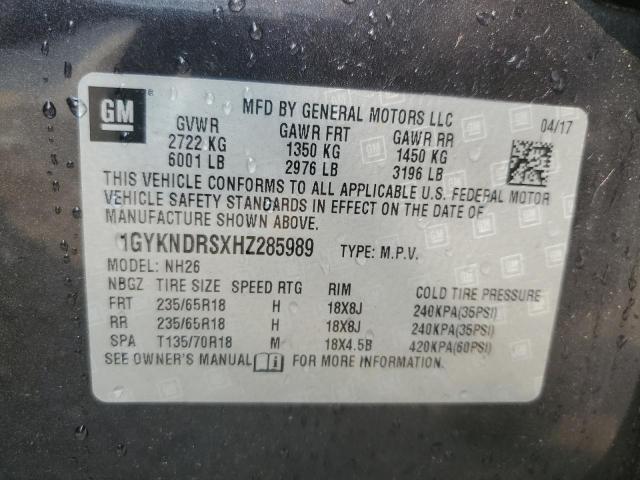 GM ® MFD BY GENERAL MOTORS LLC 04/17
GVWR GAWR FRT GAWR RR
2722 KG 1350 KG 1450 KG
6001 LB 2976 LB 3196 LB
THIS VEHICLE CONFORMS TO ALL APPLICABLE U.S. FEDERAL MOTOR
VEHICLE SAFETY STANDARDS IN EFFECT ON THE DATE OF
MANUFACTURE SHOWN ABOVE.
1GYKNDRSXHZ285989 TYPE: M.P.V.
MODEL: NH26
NBGZ TIRE SIZE SPEED RTG RIM COLD TIRE PRESSURE
FRT 235/65R18 H 18X8J 240KPA(35PSI)
RR 235/65R18 H 18X8J 240KPA(35PSI)
SPA T135/70R18 M 18X4.5B 420KPA(60PSI)
SEE OWNER'S MANUAL FOR MORE INFORMATION.